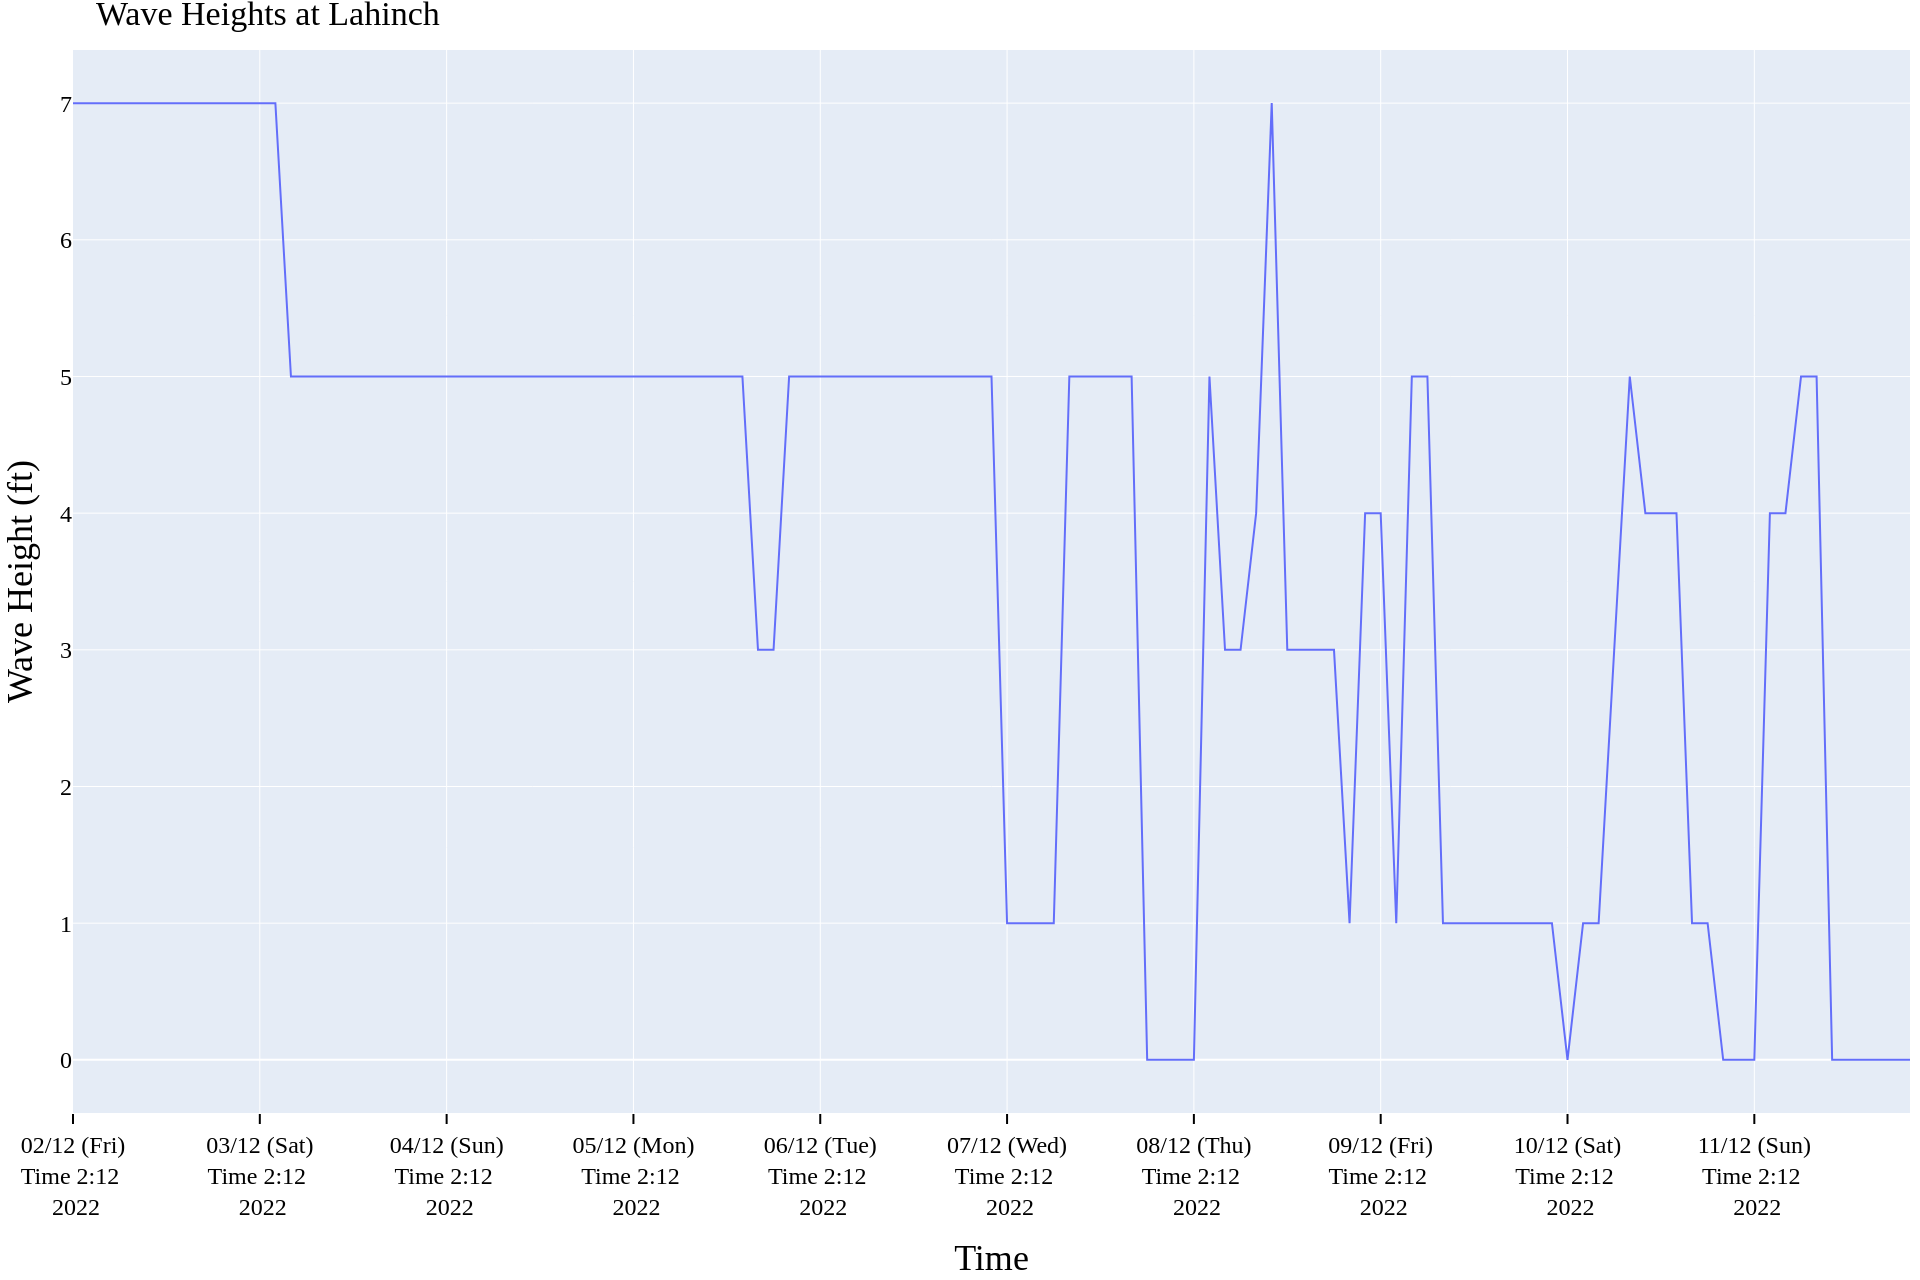 Wave Heights at Lahinch
Wave Height (ft)
7
6
5
4
3
2
1
0
02/12 (Fri)
Time 2:12
2022
03/12 (Sat)
Time 2:12
2022
04/12 (Sun)
Time 2:12
2022
05/12 (Mon)
Time 2:12
2022
06/12 (Tue)
Time 2:12
2022
07/12 (Wed)
Time 2:12
2022
08/12 (Thu)
Time 2:12
2022
09/12 (Fri)
Time 2:12
2022
10/12 (Sat)
Time 2:12
2022
11/12 (Sun)
Time 2:12
2022
Time